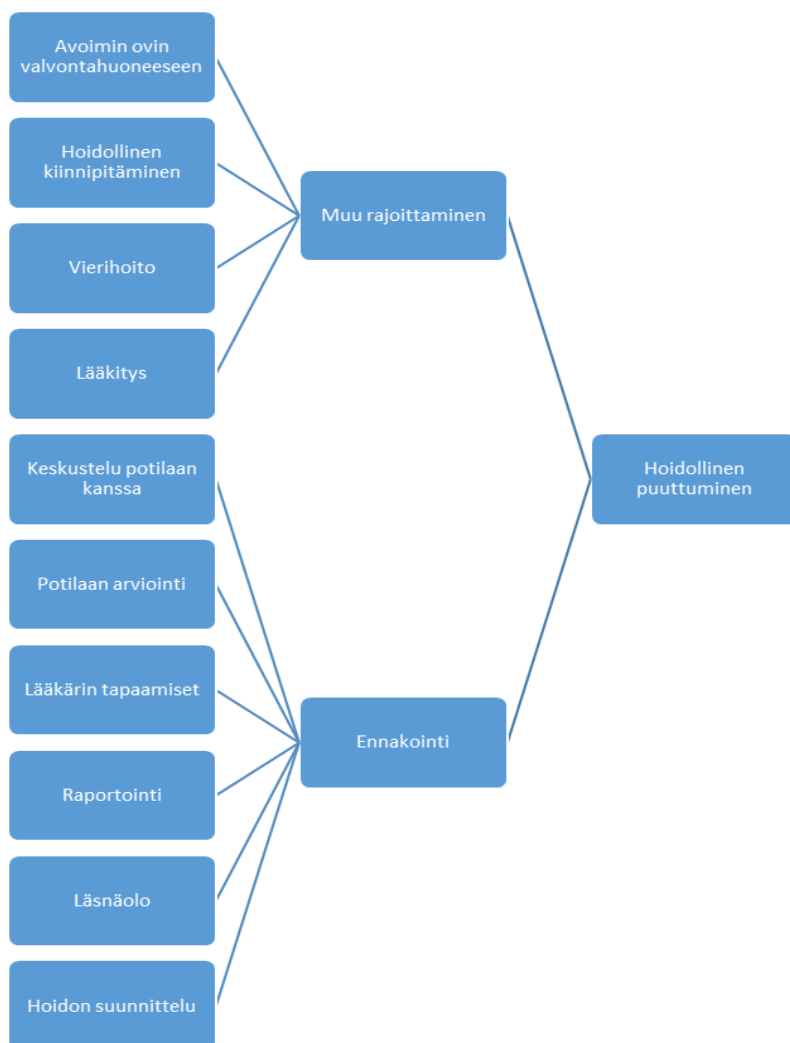 Avoimin ovin
valvontahuoneeseen
Hoidollinen
kiinnipitäminen
Vierihoito
Lääkitys
Muu rajoittaminen
Keskustelu potilaan
kanssa
Potilaan arviointi
Lääkärin tapaamiset
Raportointi
Läsnäolo
Hoidon suunnittelu
Ennakointi
Hoidollinen
puuttuminen